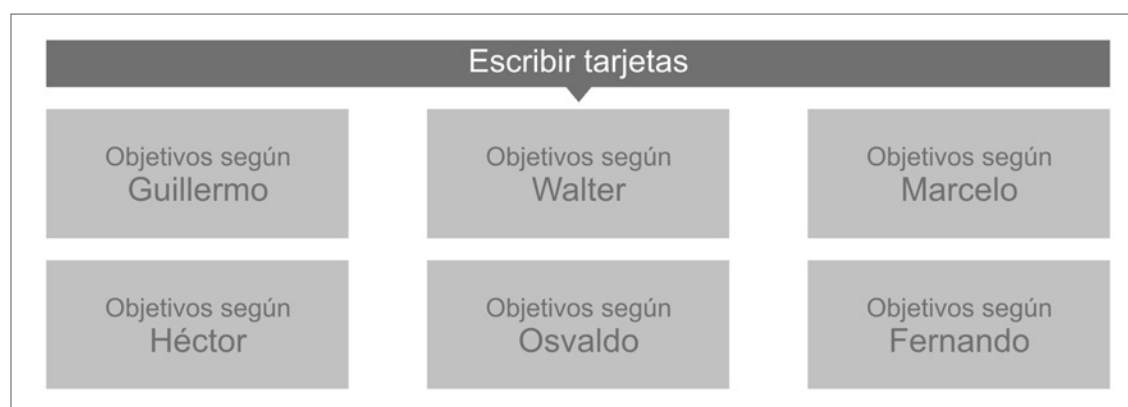 Escribir tarjetas
Objetivos según
Guillermo
Objetivos según
Walter
Objetivos según
Marcelo
Objetivos según
Héctor
Objetivos según
Osvaldo
Objetivos según
Fernando